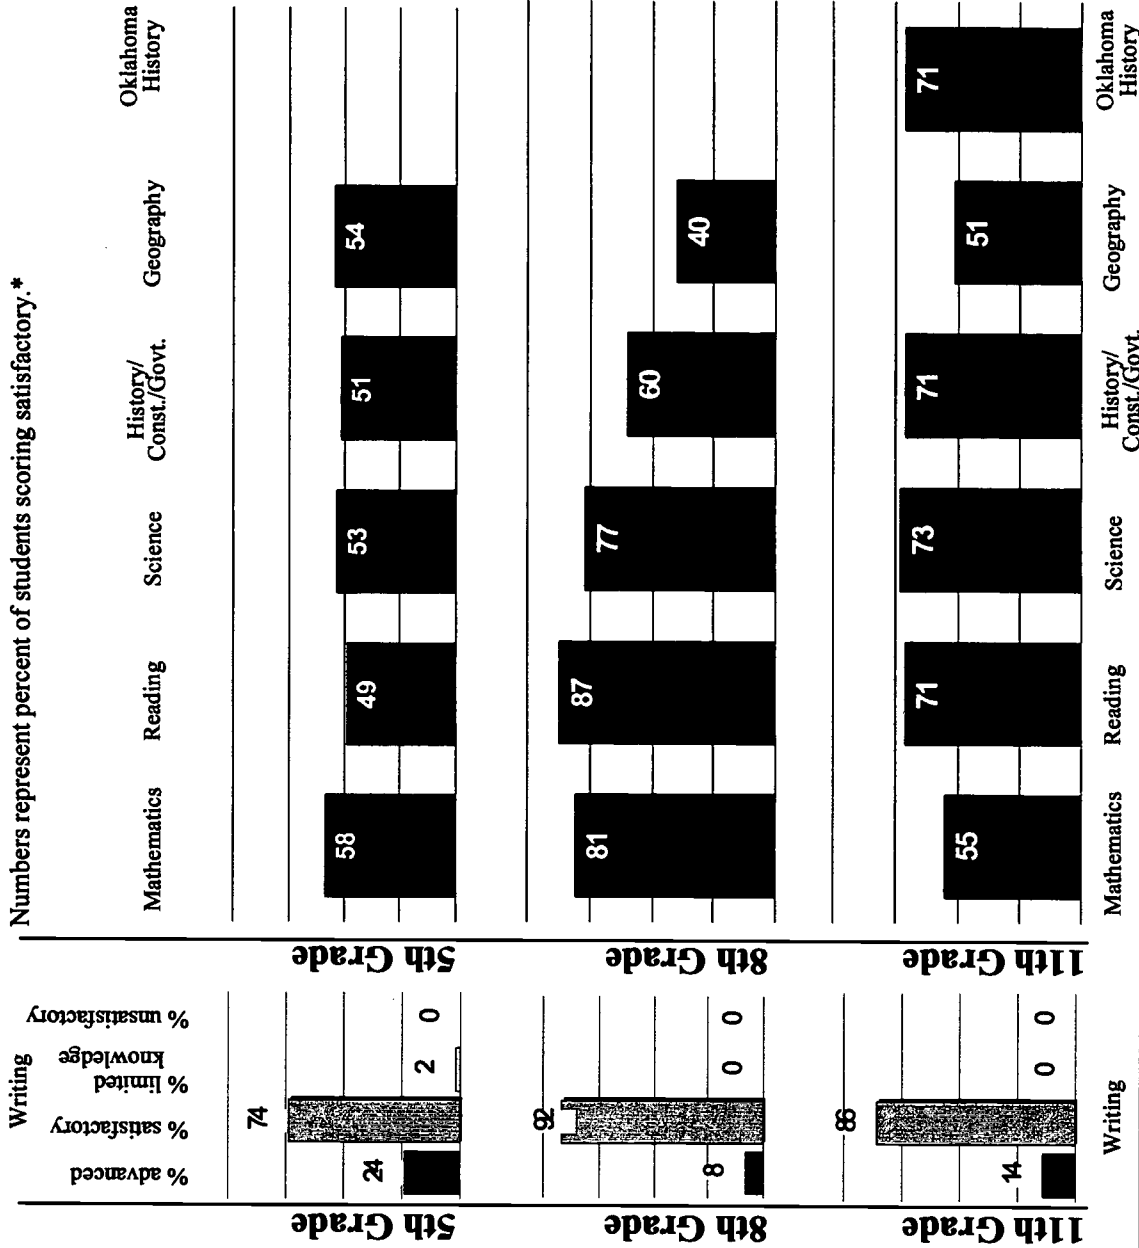 Numbers represent percent of students scoring satisfactory.*
Writing
% advanced
% satisfactory
% limited
knowledge
% unsatisfactory
Mathematics
Reading
Science
History/
Const./Govt.
Geography
Oklahoma
History
5th Grade
24
74
2
0
5th Grade
58
49
53
51
54
8th Grade
8
92
0
0
8th Grade
81
87
77
60
40
11th Grade
14
86
0
0
11th Grade
55
71
73
71
51
71
Writing
Mathematics
Reading
Science
History/
Const./Govt.
Geography
Oklahoma
History